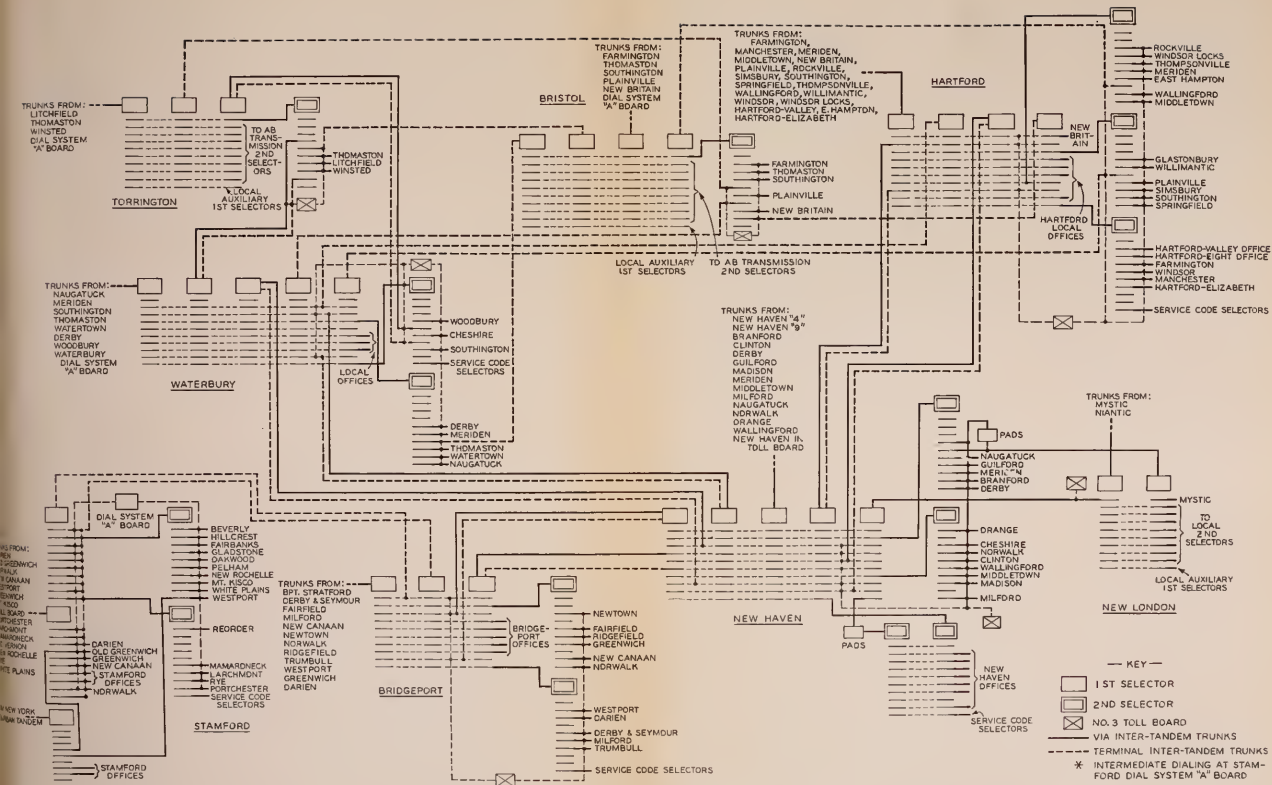 TRUNKS FROM:
LITCHFIELD
THOMASTON
WINSTED
DIAL SYSTEM
"A" BOARD
TO AB
TRANS-
MISSION
2ND
SELECT-
ORS
LOCAL
AUXILIARY
1ST SELECTORS
TORRINGTON
THOMASTON
LITCHFIELD
WINSTED
BRISTOL
TRUNKS FROM:
FARMINGTON
THOMASTON
SOUTHINGTON
PLAINVILLE
NEW BRITAIN
DIAL SYSTEM
"A" BOARD
LOCAL AUXILIARY
1ST SELECTORS
TO AB TRANSMISSION
2ND SELECTORS
FARMINGTON
THOMASTON
SOUTHINGTON
PLAINVILLE
NEW BRITAIN
TRUNKS FROM:
FARMINGTON,
MANCHESTER, MERIDEN,
MIDDLETOWN, NEW BRITAIN,
PLAINVILLE, ROCKVILLE,
SIMSBURY, SOUTHINGTON,
SPRINGFIELD, THOMPSONVILLE,
WALLINGFORD, WILLIMANTIC,
WINDSOR, WINDSOR LOCKS,
HARTFORD-VALLEY, E. HAMPTON,
HARTFORD-ELIZABETH
HARTFORD
NEW
BRIT-
AIN
HARTFORD
LOCAL
OFFICES
ROCKVILLE
WINDSOR LOCKS
THOMPSONVILLE
MERIDEN
EAST HAMPTON
WALLINGFORD
MIDDLETOWN
GLASTONBURY
WILLIMANTIC
PLAINVILLE
SIMSBURY
SOUTHINGTON
SPRINGFIELD
HARTFORD-VALLEY OFFICE
HARTFORD-EIGHT OFFICE
FARMINGTON
WINDSOR
MANCHESTER
HARTFORD-ELIZABETH
SERVICE CODE SELECTORS
TRUNKS FROM:
NAUGATUCK
MERIDEN
SOUTHINGTON
THOMASTON
WATERTOWN
DERBY
WOODBURY
WATERBURY
DIAL SYSTEM
"A" BOARD
WATERBURY
LOCAL
OFFICES
WOODBURY
CHESHIRE
SOUTHINGTON
SERVICE CODE
SELECTORS
DERBY
MERIDEN
THOMASTON
WATERTOWN
NAUGATUCK
TRUNKS FROM:
NEW HAVEN "4"
NEW HAVEN "9"
BRANFORD
CLINTON
DERBY
GUILFORD
MADISON
MERIDEN
MIDDLETOWN
MILFORD
NAUGATUCK
NORWALK
ORANGE
WALLINGFORD
NEW HAVEN IN
TOLL BOARD
NEW HAVEN
PADS
NAUGATUCK
GUILFORD
BRANFORD
DERBY
ORANGE
CHESHIRE
NORWALK
CLINTON
WALLINGFORD
MIDDLETOWN
MADISON
MILFORD
PADS
NEW
HAVEN
OFFICES
SERVICE CODE
SELECTORS
TRUNKS FROM:
MYSTIC
NIANTIC
MYSTIC
TO
LOCAL
2ND
SELECTORS
LOCAL AUXILIARY
1ST SELECTORS
NEW LONDON
DIAL SYSTEM
"A" BOARD
BEVERLY
HILLCREST
FAIRBANKS
GLADSTONE
OAKWOOD
PELHAM
NEW ROCHELLE
MT. KISCO
WHITE PLAINS
WESTPORT
REORDER
MAMARDNECK
LARCHMONT
RYE
PORTCHESTER
SERVICE CODE
SELECTORS
DARIEN
OLD GREENWICH
GREENWICH
NEW CANAAN
STAMFORD
OFFICES
NORWALK
STAMFORD
OFFICES
STAMFORD
TRUNKS FROM:
BPT. STRATFORD
DERBY & SEYMOUR
FAIRFIELD
MILFORD
NEW CANAAN
NEWTOWN
NORWALK
RIDGEFIELD
TRUMBULL
WESTPORT
GREENWICH
DARIEN
BRIDGEPORT
BRIDGE-
PORT
OFFICES
NEWTOWN
FAIRFIELD
RIDGEFIELD
GREENWICH
NEW CANAAN
NORWALK
WESTPORT
DARIEN
DERBY & SEYMOUR
MILFORD
TRUMBULL
SERVICE CODE SELECTORS
— KEY —
1ST SELECTOR
2ND SELECTOR
NO. 3 TOLL BOARD
VIA INTER-TANDEM TRUNKS
TERMINAL INTER-TANDEM TRUNKS
* INTERMEDIATE DIALING AT STAM-
FORD DIAL SYSTEM "A" BOARD